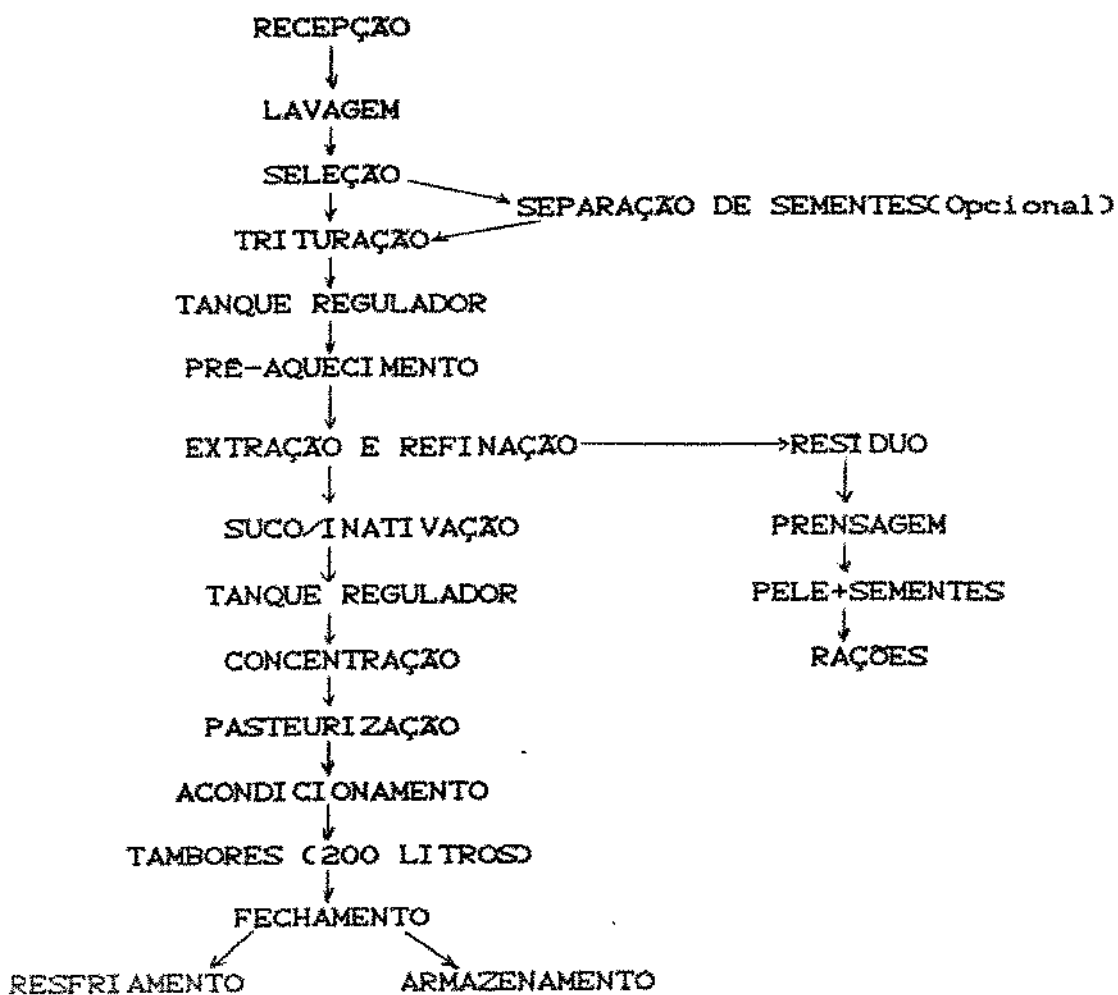 RECEPÇÃO
LAVAGEM
SELEÇÃO
SEPARAÇÃO DE SEMENTES(Opcional)
TRITURAÇÃO
TANQUE REGULADOR
PRÉ-AQUECIMENTO
EXTRAÇÃO E REFINAÇÃO RESÍDUO
SUCO/INATIVAÇÃO PRENSAGEM
TANQUE REGULADOR PELE+SEMENTES
CONCENTRAÇÃO RAÇÕES
PASTEURIZAÇÃO
ACONDICIONAMENTO
TAMBORES (200 LITROS)
FECHAMENTO
RESFRIAMENTO ARMAZENAMENTO